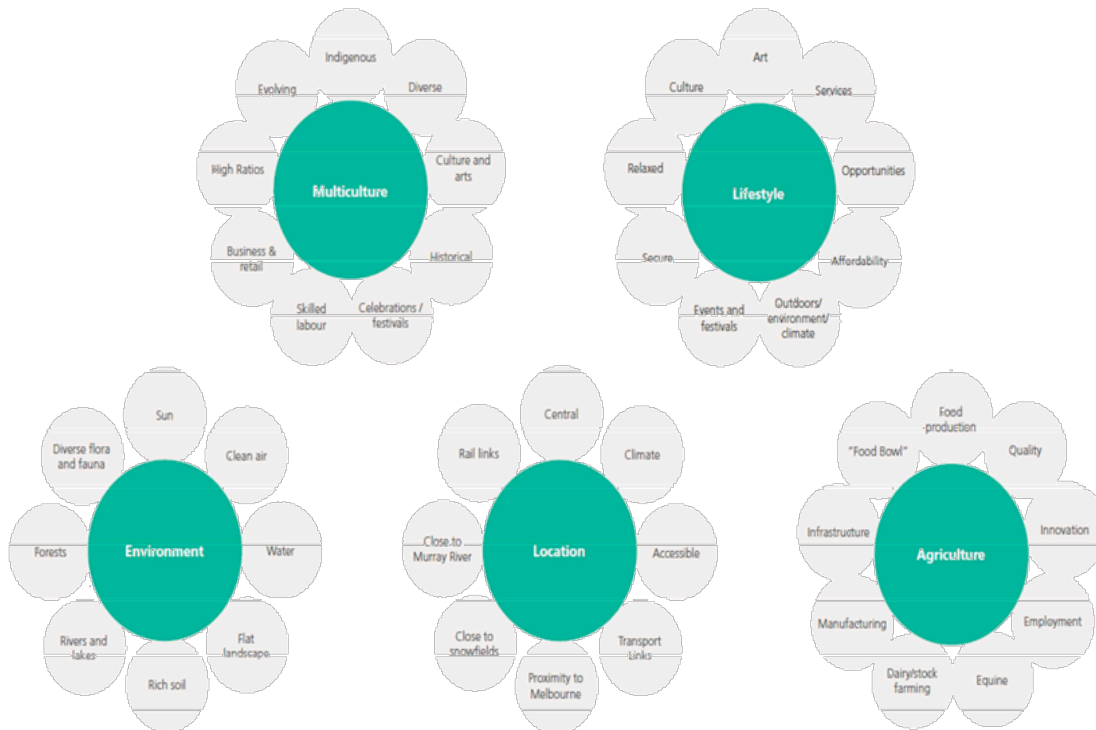 Indigenous
Diverse
Culture and
arts
Historical
Celebrations /
festivals
Skilled
labour
Business &
retail
High Ratios
Evolving
Multiculture
Art
Services
Opportunities
Affordability
Outdoors/
environment/
climate
Events and
festivals
Secure
Relaxed
Culture
Lifestyle
Sun
Clean air
Water
Flat
landscape
Rich soil
Rivers and
lakes
Forests
Diverse flora
and fauna
Environment
Central
Climate
Accessible
Transport
Links
Proximity to
Melbourne
Close to
snowfields
Close to
Murray River
Rail links
Location
Food
production
Quality
Innovation
Employment
Equine
Dairy/stock
farming
Manufacturing
Infrastructure
"Food Bowl"
Agriculture